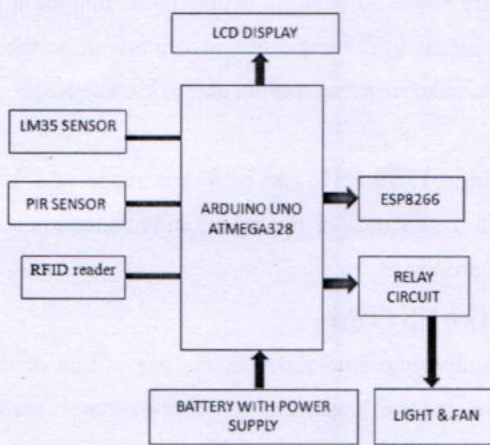 LCD DISPLAY
LM35 SENSOR
PIR SENSOR
RFID reader
ARDUINO UNO
ATMEGA328
ESP8266
RELAY
CIRCUIT
BATTERY WITH POWER
SUPPLY
LIGHT & FAN